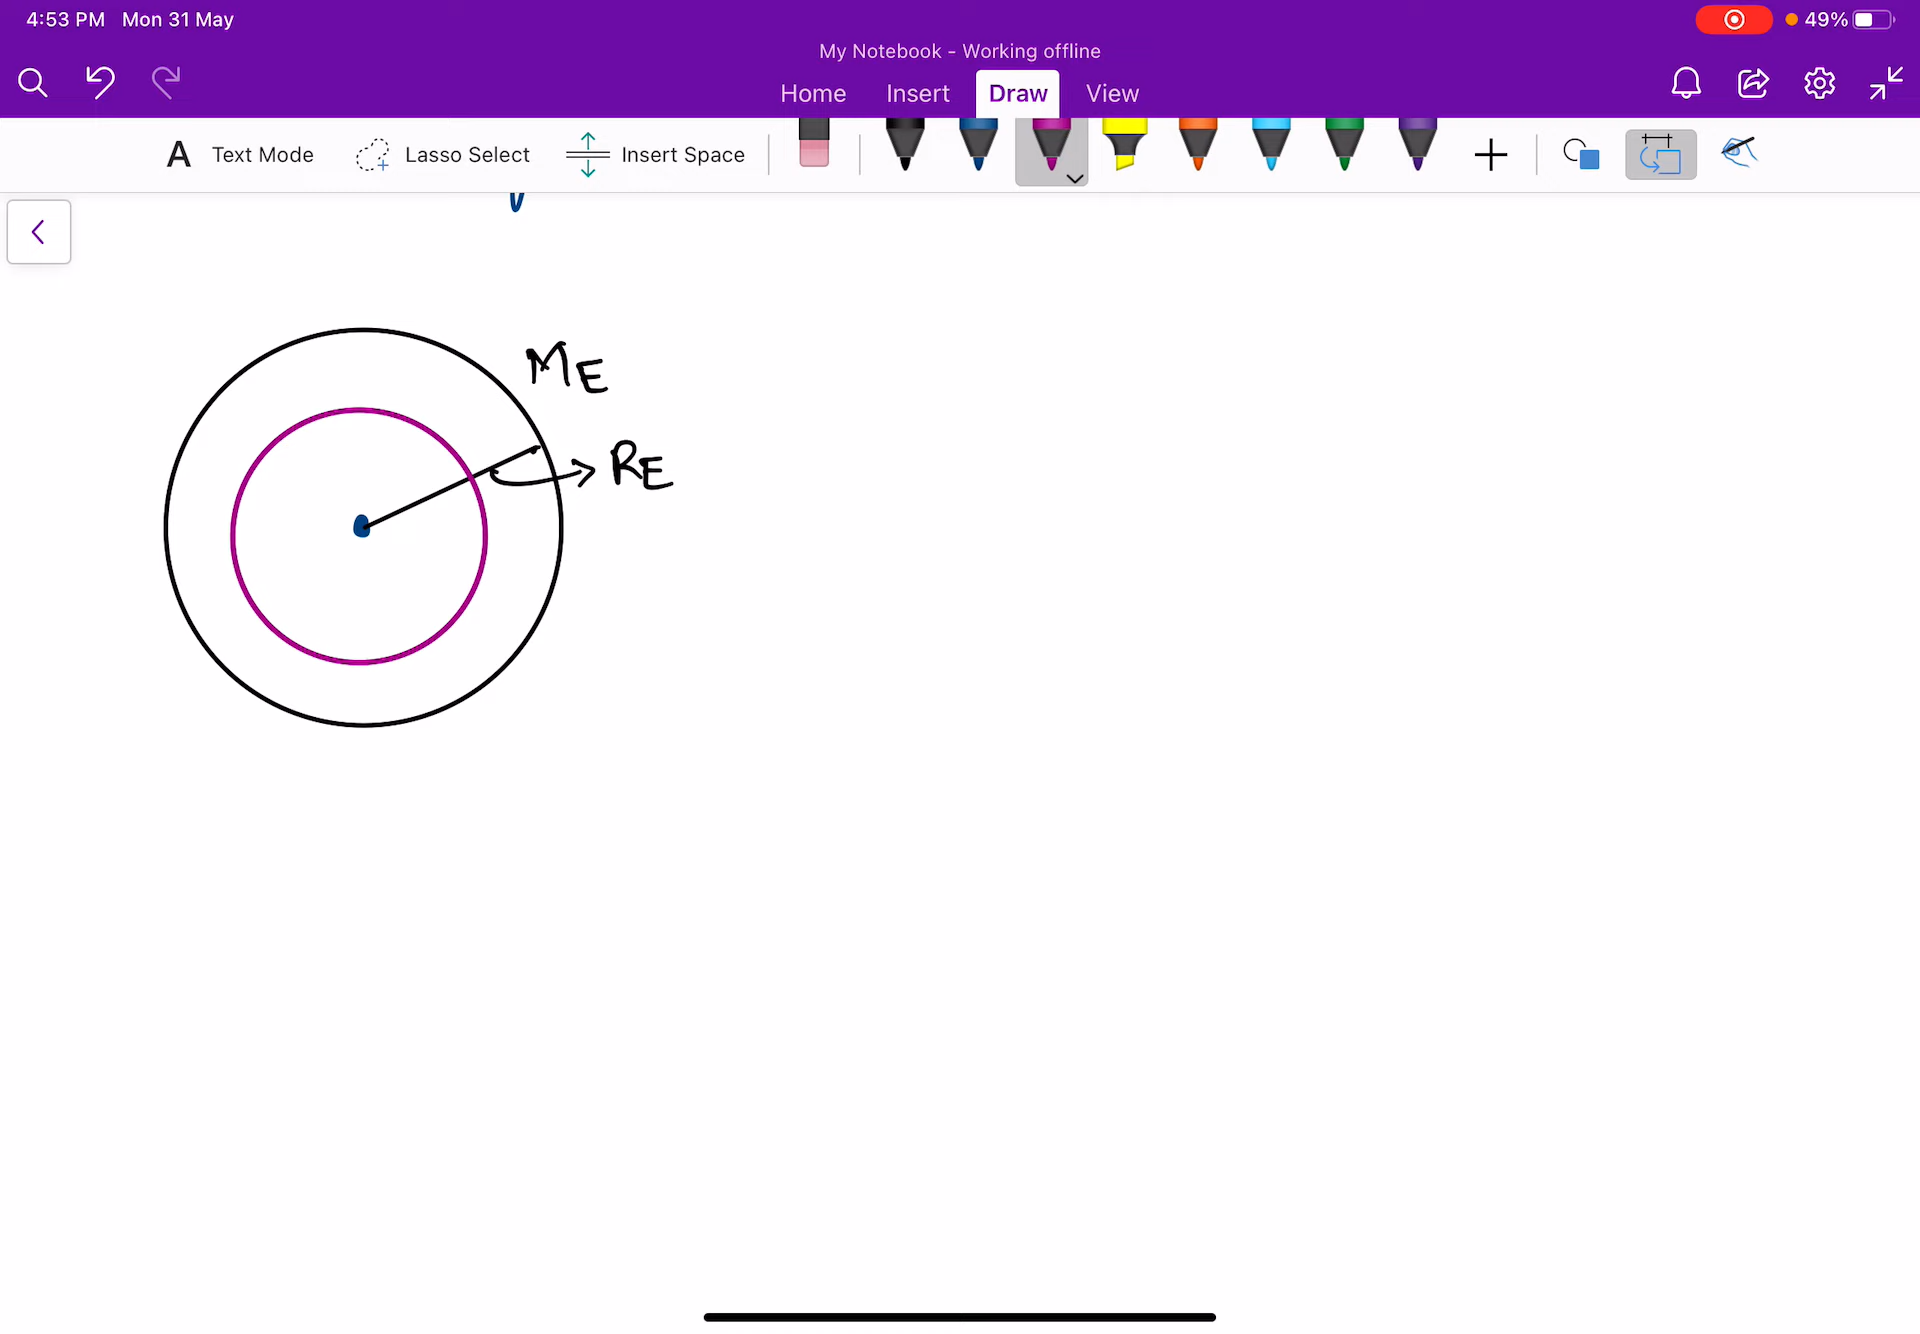 4:53 PM Mon 31 May
49%
My Notebook - Working offline
Home Insert Draw View
A Text Mode Lasso Select Insert Space
ME
RE